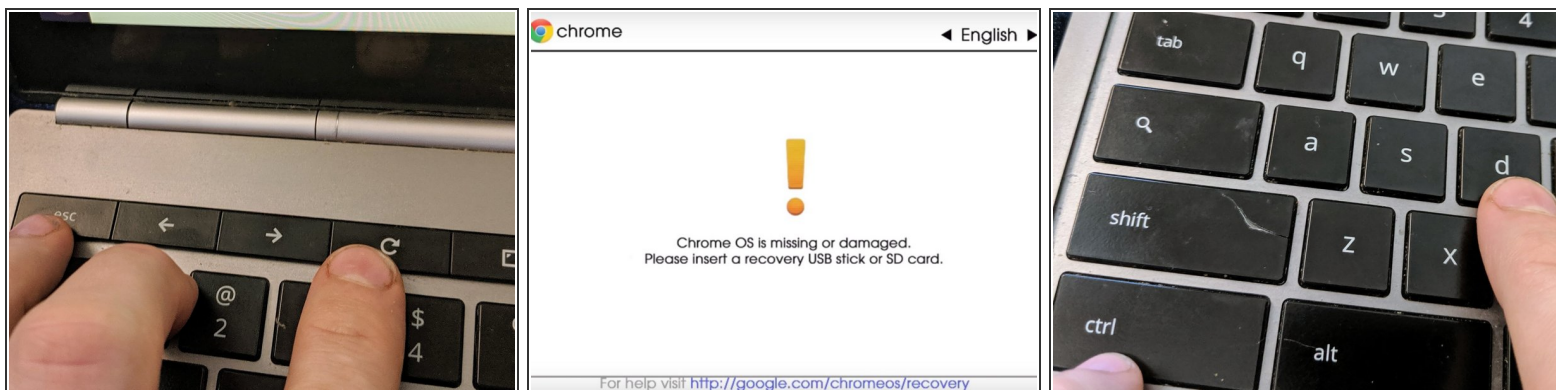 esc
←
→
@
2
$
4
chrome
◀ English ▶
Chrome OS is missing or damaged.
Please insert a recovery USB stick or SD card.
For help visit http://google.com/chromeos/recovery
4
tab
q
w
e
a
s
d
shift
z
x
ctrl
alt